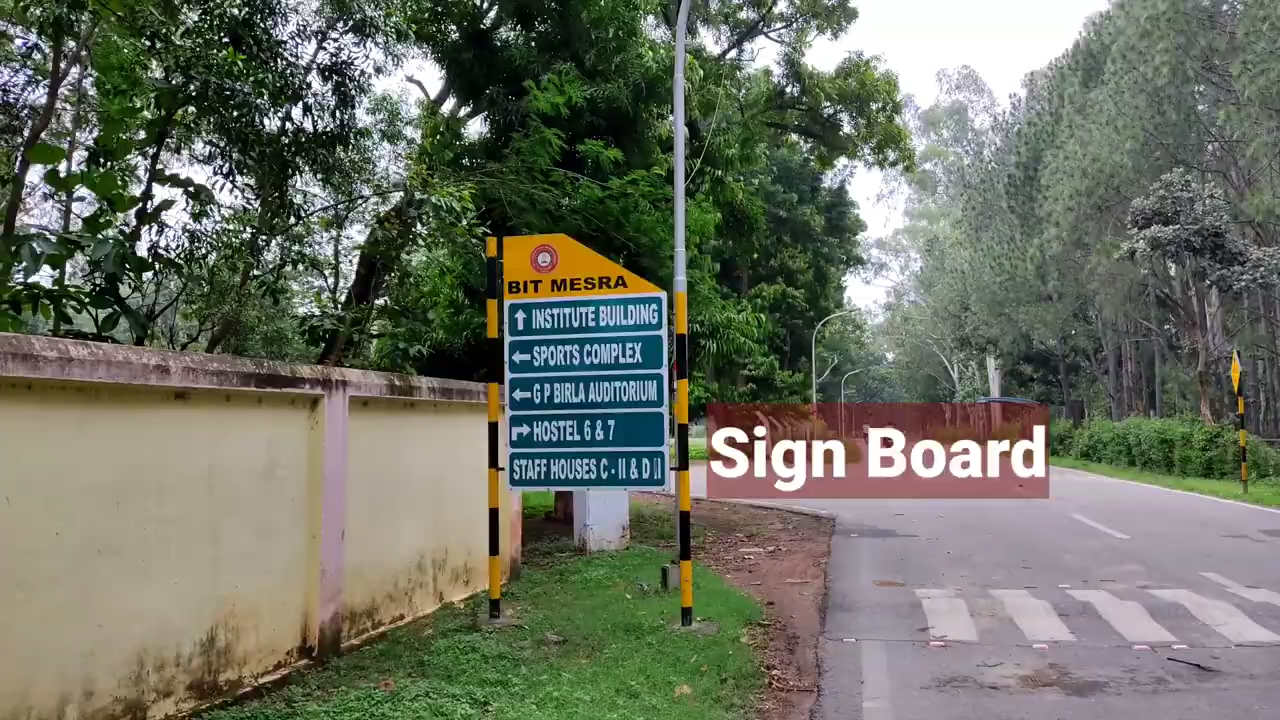 BIT MESRA
↑ INSTITUTE BUILDING
← SPORTS COMPLEX
← G P BIRLA AUDITORIUM
↱ HOSTEL 6 & 7
STAFF HOUSES C - II & D II
Sign Board